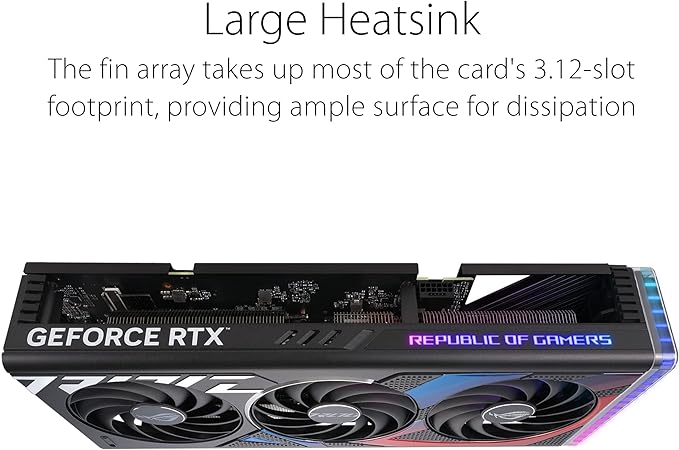 Large Heatsink
The fin array takes up most of the card's 3.12-slot
footprint, providing ample surface for dissipation
GEFORCE RTX™
REPUBLIC OF GAMERS